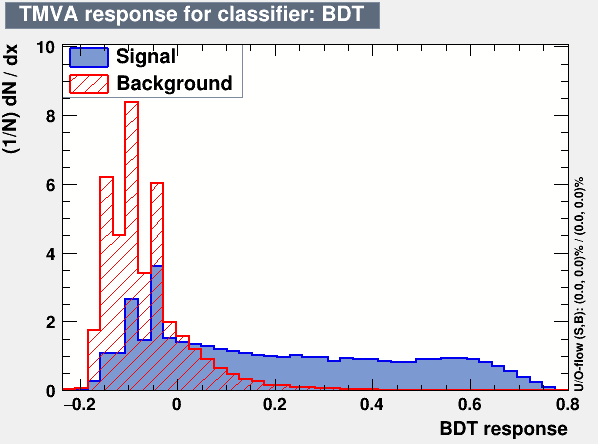 TMVA response for classifier: BDT
(1/N) dN / dx
Signal
Background
10
8
6
4
2
0
−0.2 0 0.2 0.4 0.6 0.8
BDT response
U/O-flow (S,B): (0.0, 0.0)% / (0.0, 0.0)%